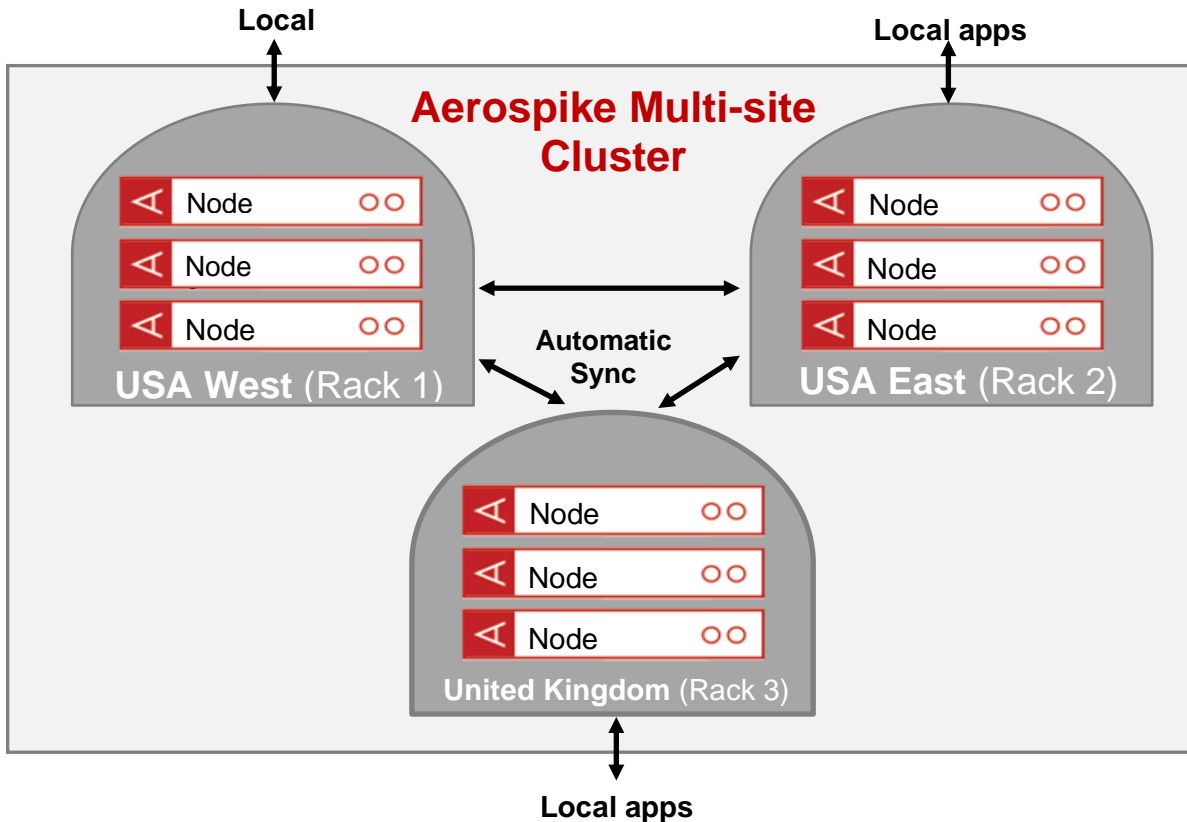 Local
Local apps
Aerospike Multi-site
Cluster
Node
Node
Node
USA West (Rack 1)
Node
Node
Node
USA East (Rack 2)
Automatic
Sync
Node
Node
Node
United Kingdom (Rack 3)
Local apps